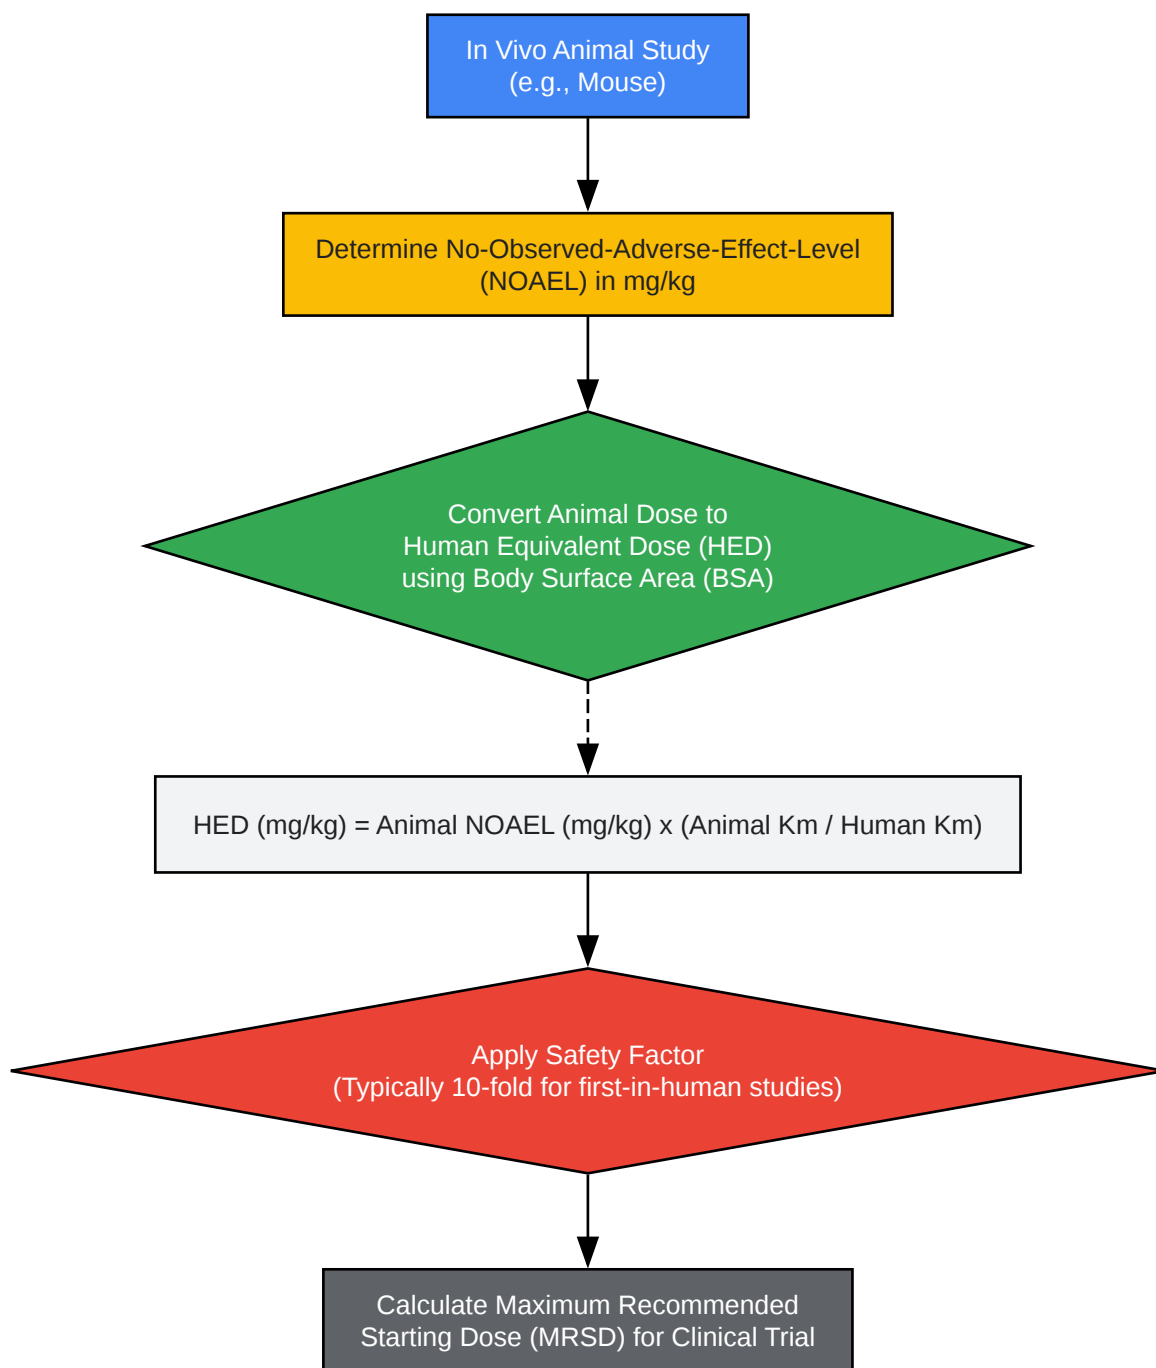 In Vivo Animal Study
(e.g., Mouse)
Determine No-Observed-Adverse-Effect-Level
(NOAEL) in mg/kg
Convert Animal Dose to
Human Equivalent Dose (HED)
using Body Surface Area (BSA)
HED (mg/kg) = Animal NOAEL (mg/kg) x (Animal Km / Human Km)
Apply Safety Factor
(Typically 10-fold for first-in-human studies)
Calculate Maximum Recommended
Starting Dose (MRSD) for Clinical Trial